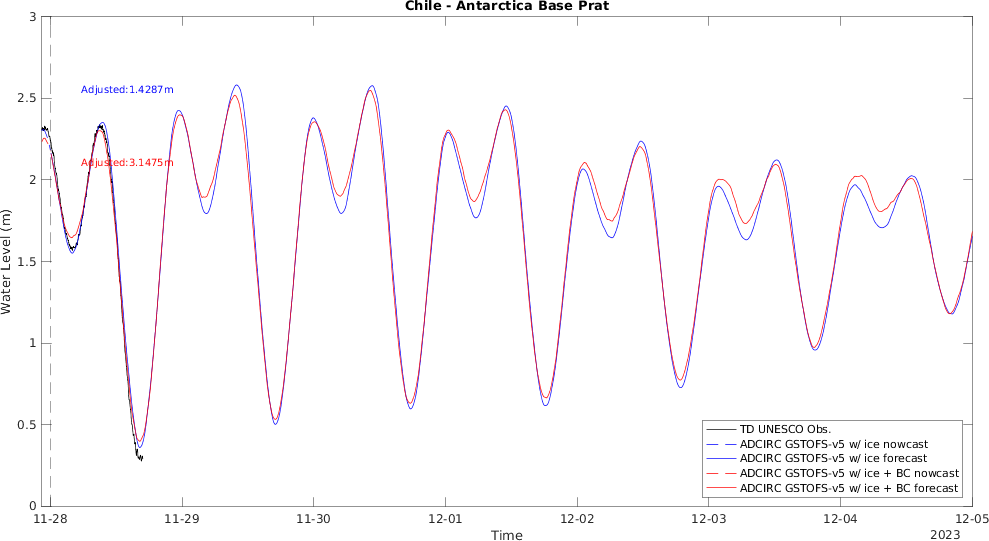 Chile - Antarctica Base Prat
3
2.5
2
1.5
1
0.5
0
Water Level (m)
Adjusted:1.4287m
Adjusted:3.1475m
TD UNESCO Obs.
ADCIRC GSTOFS-v5 w/ ice nowcast
ADCIRC GSTOFS-v5 w/ ice forecast
ADCIRC GSTOFS-v5 w/ ice + BC nowcast
ADCIRC GSTOFS-v5 w/ ice + BC forecast
11-28 11-29 11-30 12-01 12-02 12-03 12-04 12-05
Time
2023